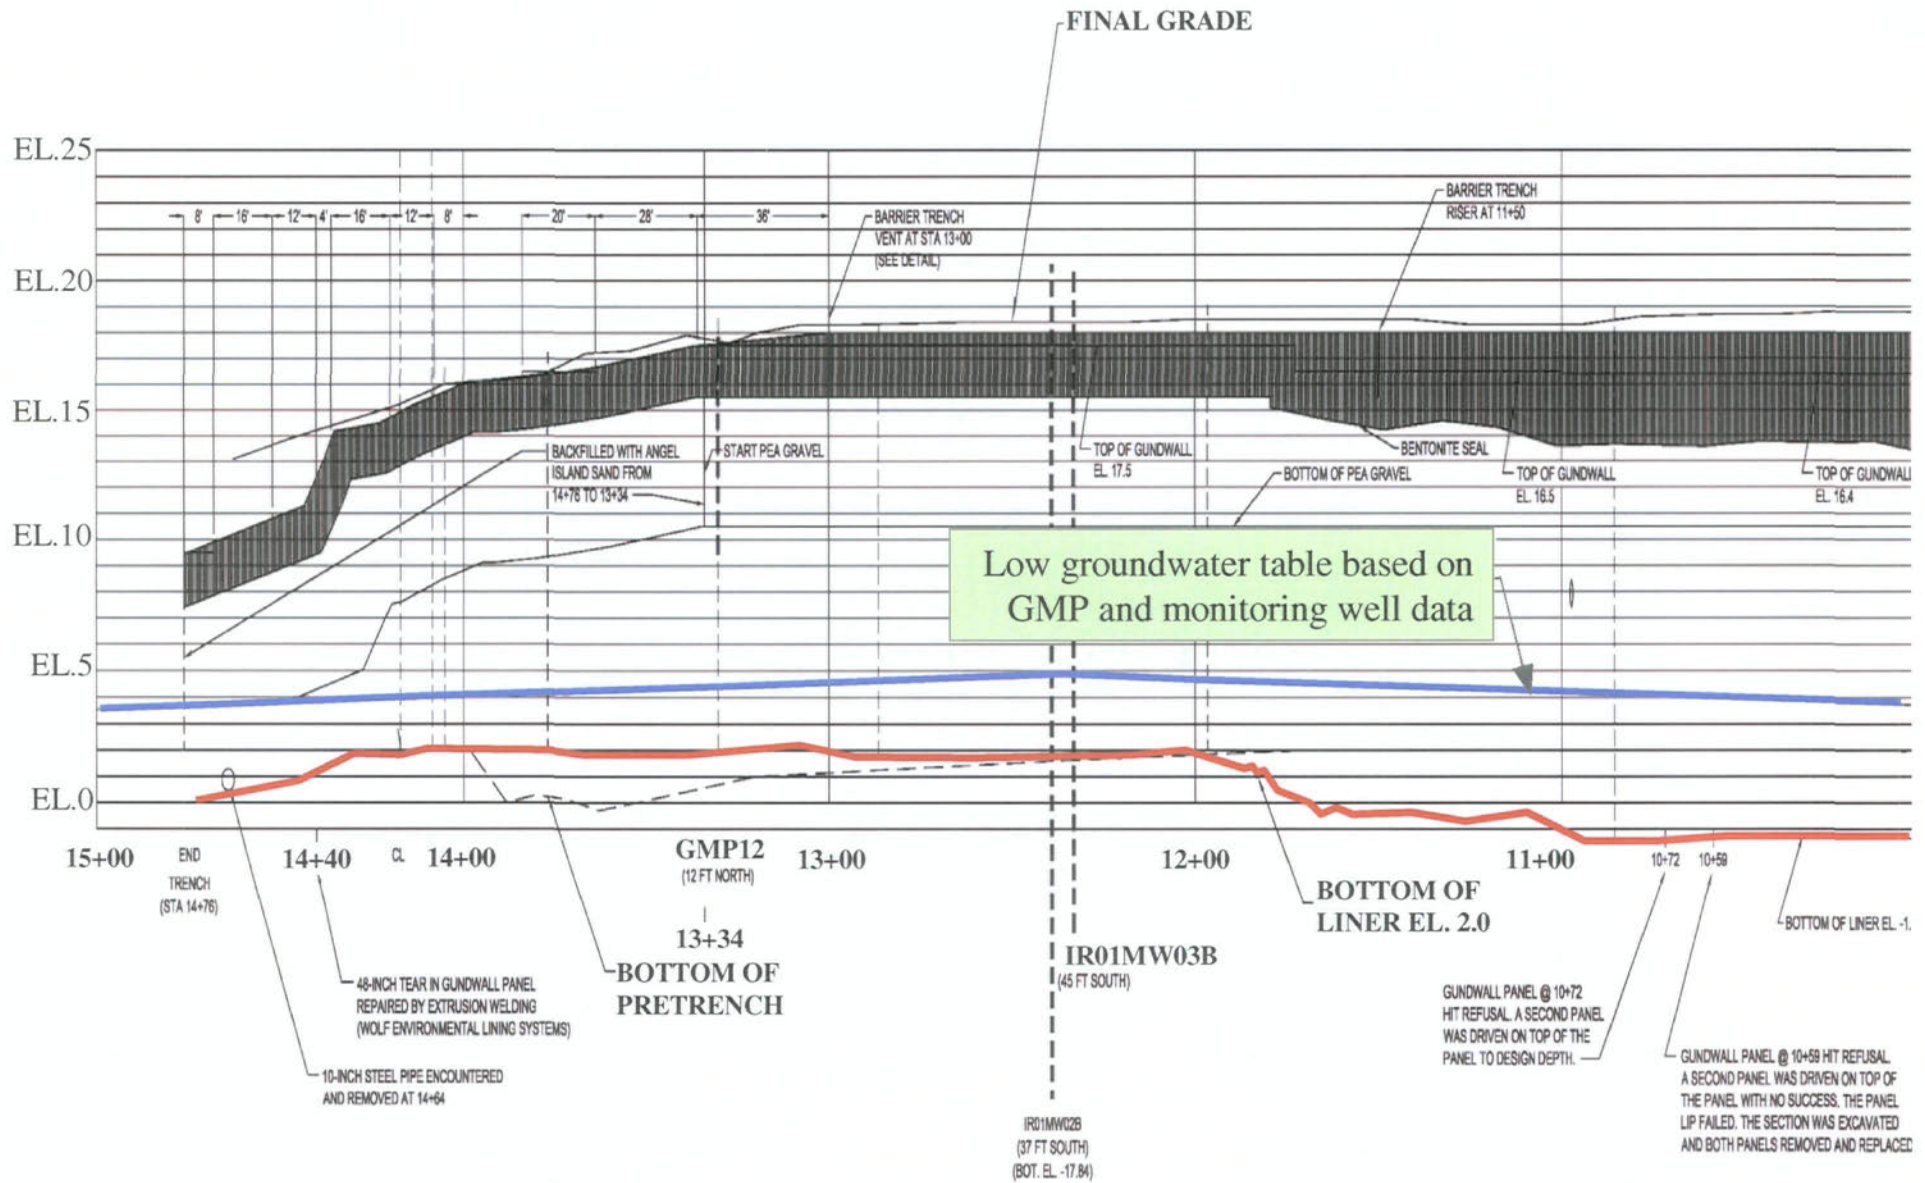 FINAL GRADE
EL.25
EL.20
EL.15
EL.10
EL.5
EL.0
8' 16' 12' 4' 16' 12' 8' 20' 28' 36'
BARRIER TRENCH
VENT AT STA 13+00
(SEE DETAIL)
BARRIER TRENCH
RISER AT 11+50
BACKFILLED WITH ANGEL
ISLAND SAND FROM
14+76 TO 13+34
START PEA GRAVEL
TOP OF GUNDWALL
EL. 17.5
BENTONITE SEAL
BOTTOM OF PEA GRAVEL
TOP OF GUNDWALL
EL. 16.5
TOP OF GUNDWALL
EL. 16.4
Low groundwater table based on
GMP and monitoring well data
15+00
END
TRENCH
(STA 14+76)
14+40
CL
14+00
GMP12
(12 FT NORTH)
13+34
13+00
12+00
11+00
10+72
10+59
BOTTOM OF
PRETRENCH
BOTTOM OF
LINER EL. 2.0
BOTTOM OF LINER EL. -1.
IR01MW03B
(45 FT SOUTH)
48-INCH TEAR IN GUNDWALL PANEL
REPAIRED BY EXTRUSION WELDING
(WOLF ENVIRONMENTAL LINING SYSTEMS)
10-INCH STEEL PIPE ENCOUNTERED
AND REMOVED AT 14+64
IR01MW02B
(37 FT SOUTH)
(BOT. EL. -17.84)
GUNDWALL PANEL @ 10+72
HIT REFUSAL. A SECOND PANEL
WAS DRIVEN ON TOP OF THE
PANEL TO DESIGN DEPTH.
GUNDWALL PANEL @ 10+59 HIT REFUSAL.
A SECOND PANEL WAS DRIVEN ON TOP OF
THE PANEL WITH NO SUCCESS. THE PANEL
LIP FAILED. THE SECTION WAS EXCAVATED
AND BOTH PANELS REMOVED AND REPLACED